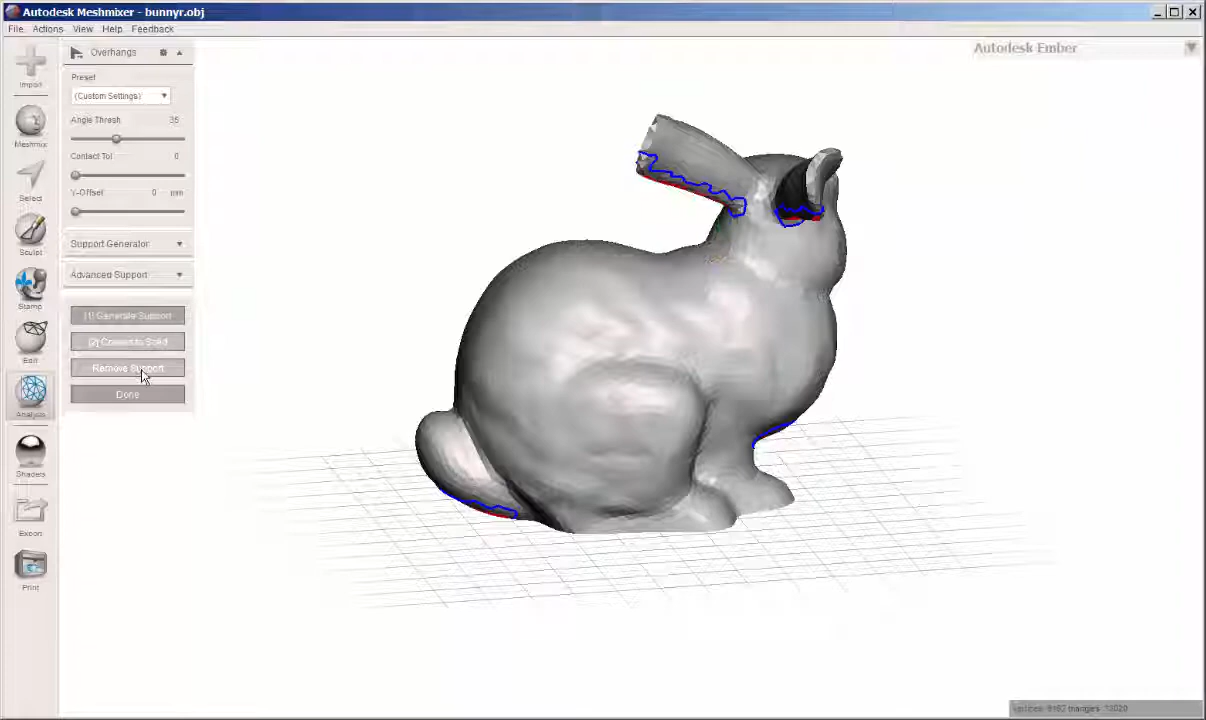 Autodesk Meshmixer - bunnyr.obj
File Actions View Help Feedback
Import
Meshmix
Select
Sculpt
Stamp
Edit
Analysis
Shaders
Export
Print
Overhangs
Preset
(Custom Settings)
Angle Thresh 35
Contact Tol 0
Y-Offset 0 mm
Support Generator
Advanced Support
[1] Generate Support
[2] Convert to Solid
Remove Support
Done
Autodesk Ember
vertices: triangles: